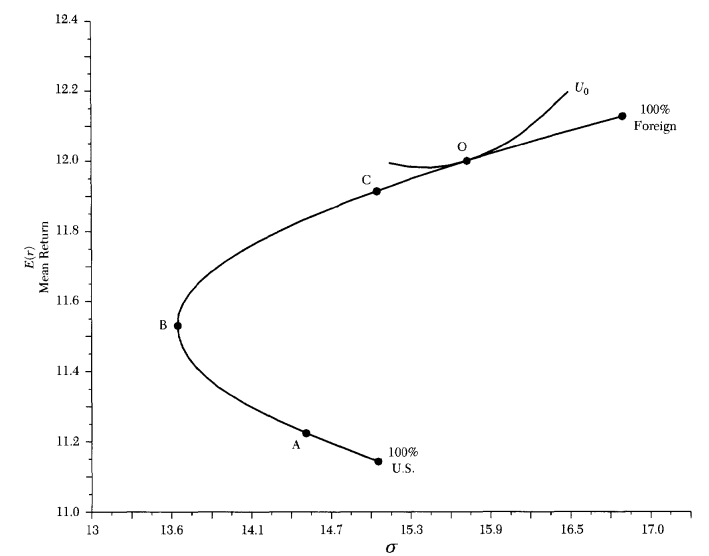 12.4
12.2
12.0
11.8
11.6
11.4
11.2
11.0
E(r)
Mean Return
U₀
100%
Foreign
O
C
B
A
100%
U.S.
13 13.6 14.1 14.7 15.3 15.9 16.5 17.0
σ